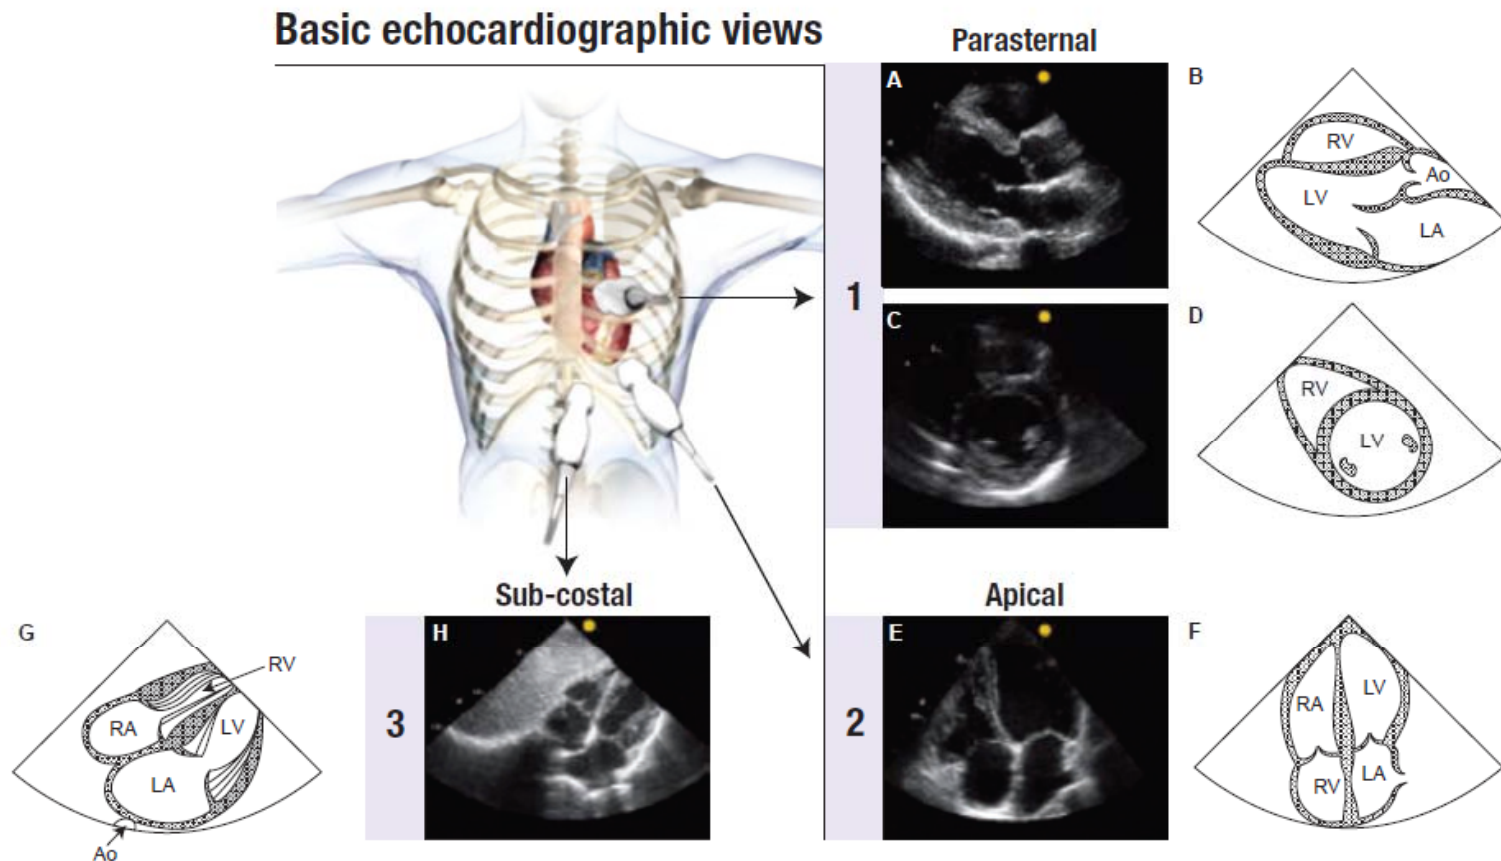 Basic echocardiographic views
Parasternal
1
A
B
RV
Ao
LV
LA
C
D
RV
LV
Sub-costal
3
G
RV
RA
LV
LA
Ao
H
Apical
2
E
F
RA
LV
RV
LA